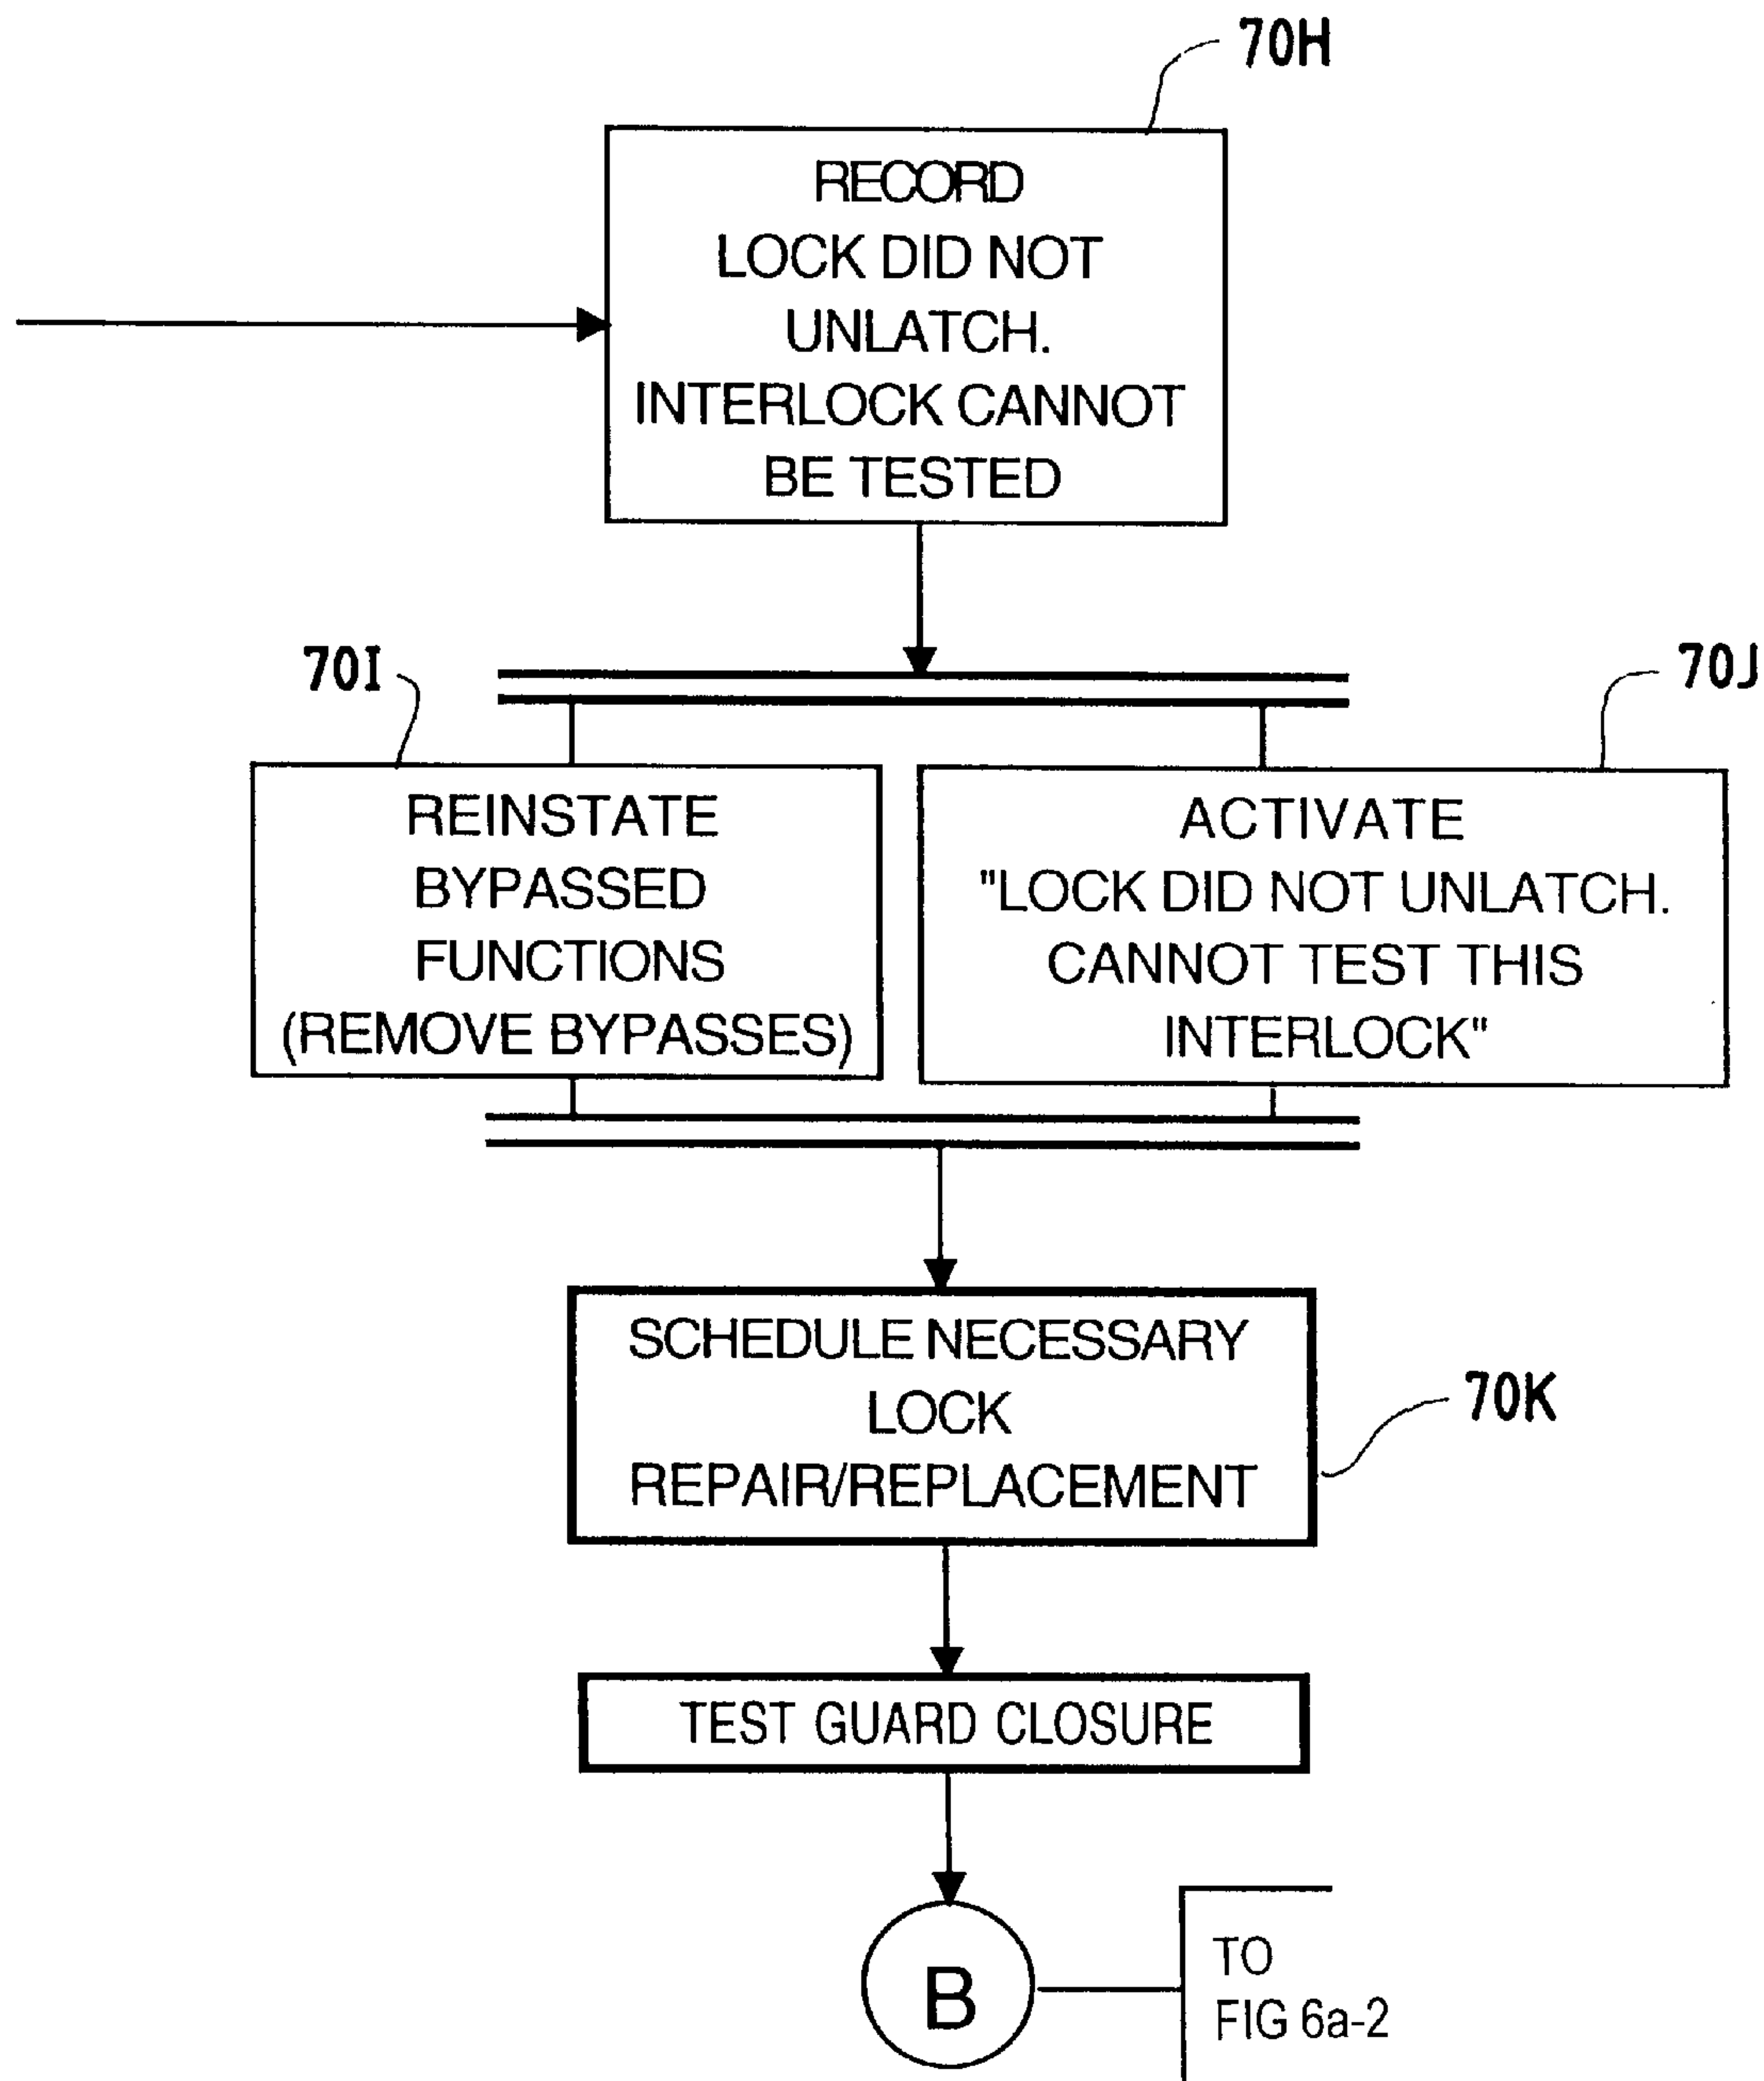 70H
RECORD
LOCK DID NOT
UNLATCH.
INTERLOCK CANNOT
BE TESTED
70I
70J
REINSTATE
BYPASSED
FUNCTIONS
(REMOVE BYPASSES)
ACTIVATE
"LOCK DID NOT UNLATCH.
CANNOT TEST THIS
INTERLOCK"
SCHEDULE NECESSARY
LOCK
REPAIR/REPLACEMENT
70K
TEST GUARD CLOSURE
B
TO
FIG 6a-2